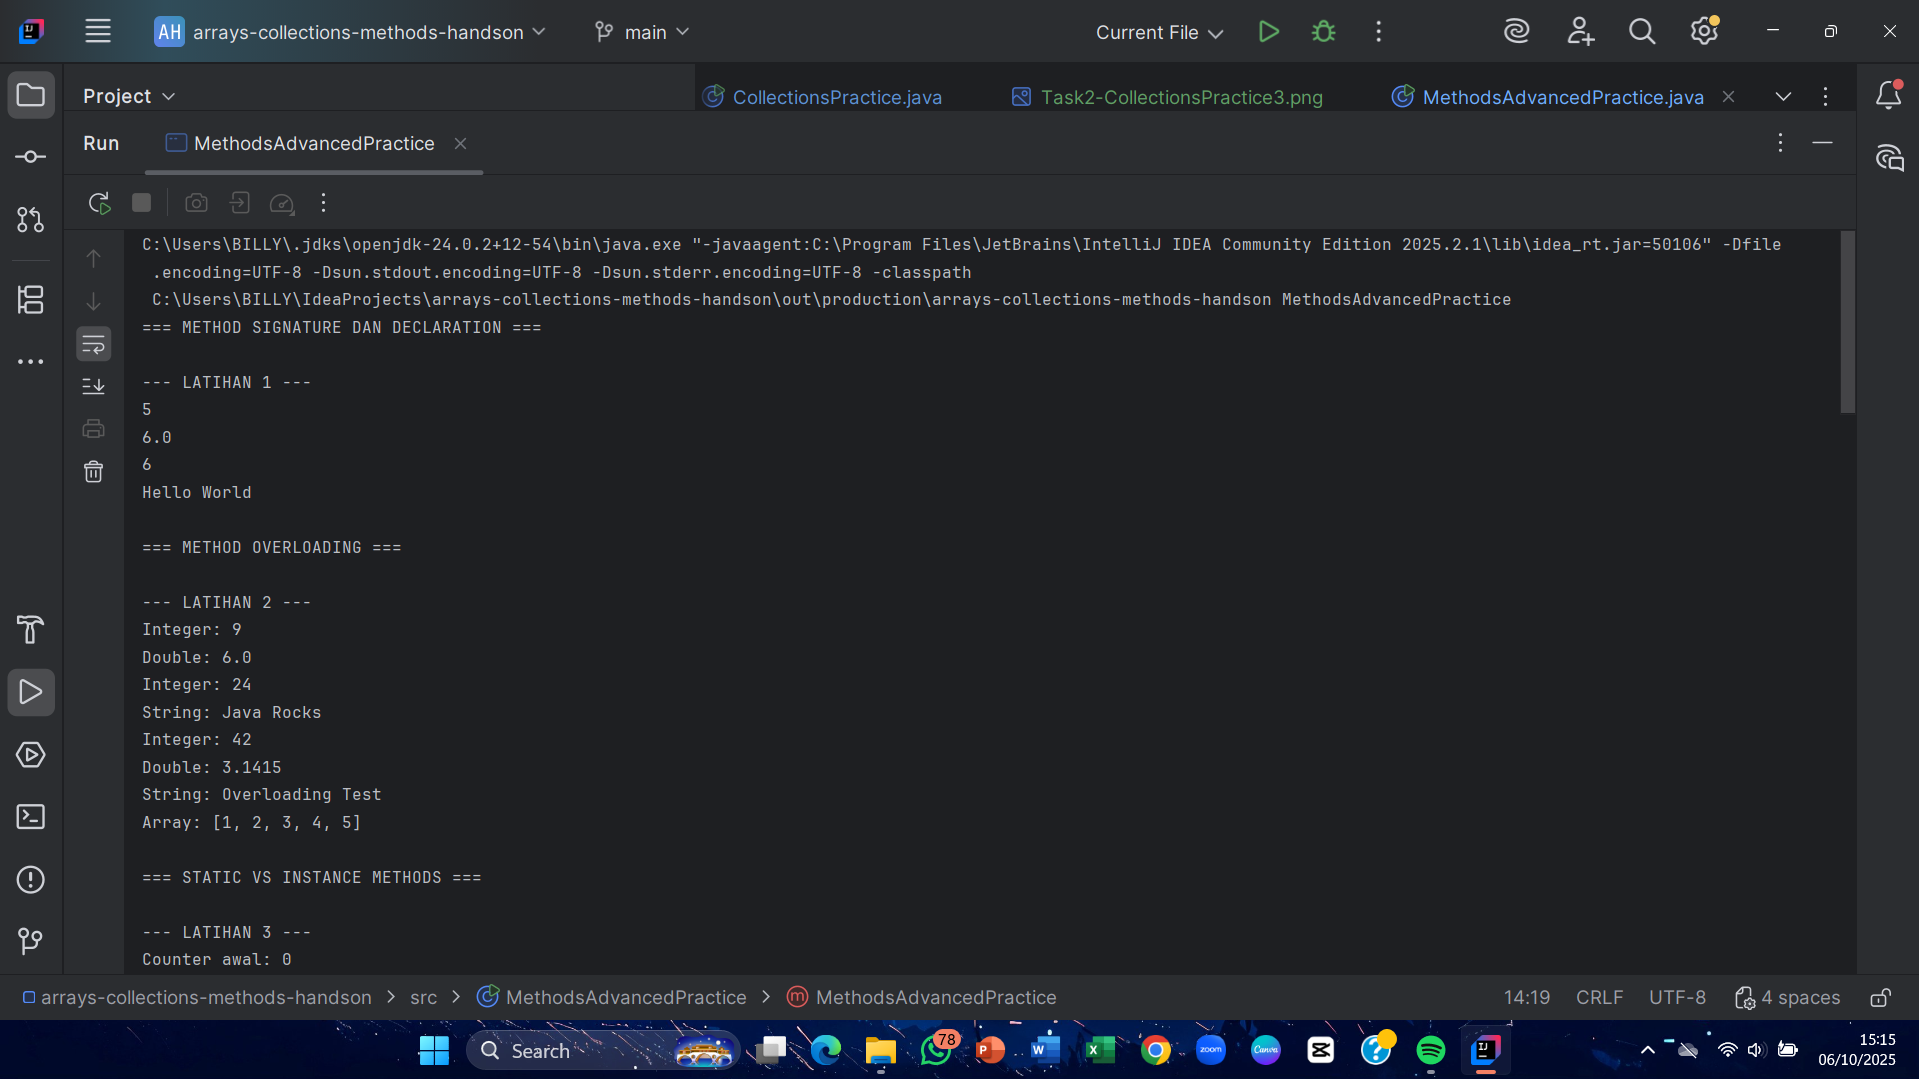 AH arrays-collections-methods-handson main Current File
Project CollectionsPractice.java Task2-CollectionsPractice3.png MethodsAdvancedPractice.java
Run MethodsAdvancedPractice
C:\Users\BILLY\.jdks\openjdk-24.0.2+12-54\bin\java.exe "-javaagent:C:\Program Files\JetBrains\IntelliJ IDEA Community Edition 2025.2.1\lib\idea_rt.jar=50106" -Dfile
.encoding=UTF-8 -Dsun.stdout.encoding=UTF-8 -Dsun.stderr.encoding=UTF-8 -classpath
C:\Users\BILLY\IdeaProjects\arrays-collections-methods-handson\out\production\arrays-collections-methods-handson MethodsAdvancedPractice
=== METHOD SIGNATURE DAN DECLARATION ===
--- LATIHAN 1 ---
5
6.0
6
Hello World
=== METHOD OVERLOADING ===
--- LATIHAN 2 ---
Integer: 9
Double: 6.0
Integer: 24
String: Java Rocks
Integer: 42
Double: 3.1415
String: Overloading Test
Array: [1, 2, 3, 4, 5]
=== STATIC VS INSTANCE METHODS ===
--- LATIHAN 3 ---
Counter awal: 0
arrays-collections-methods-handson > src > MethodsAdvancedPractice > MethodsAdvancedPractice 14:19 CRLF UTF-8 4 spaces
Search 78 zoom Canva 15:15
06/10/2025